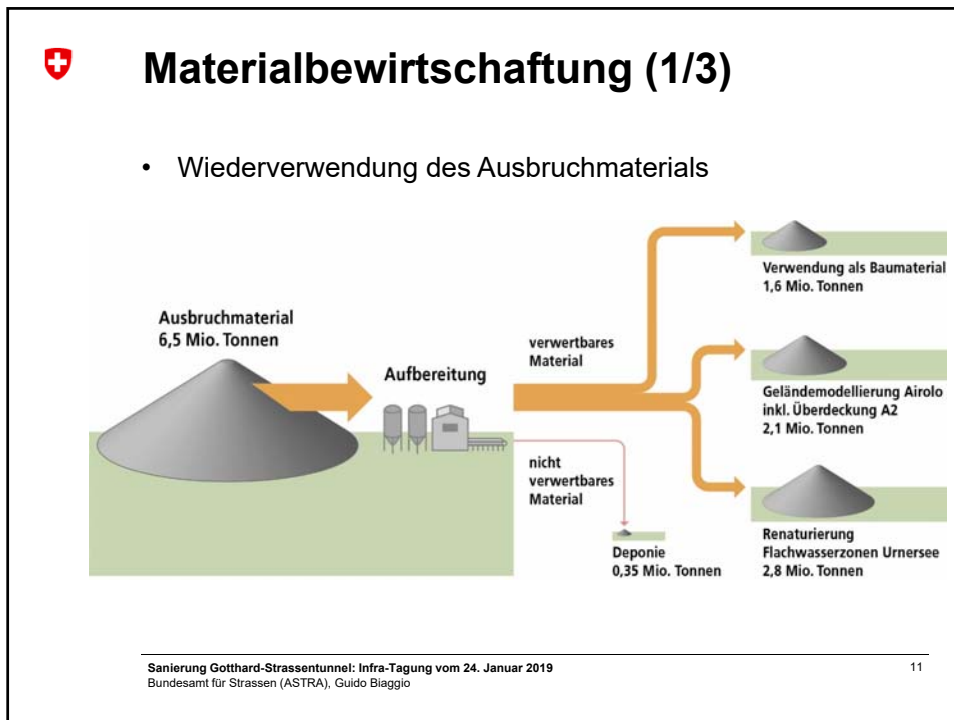 Materialbewirtschaftung (1/3)
• Wiederverwendung des Ausbruchmaterials
Ausbruchmaterial
6,5 Mio. Tonnen
Aufbereitung
verwertbares
Material
nicht
verwertbares
Material
Deponie
0,35 Mio. Tonnen
Verwendung als Baumaterial
1,6 Mio. Tonnen
Geländemodellierung Airolo
inkl. Überdeckung A2
2,1 Mio. Tonnen
Renaturierung
Flachwasserzonen Urnersee
2,8 Mio. Tonnen
Sanierung Gotthard-Strassentunnel: Infra-Tagung vom 24. Januar 2019
Bundesamt für Strassen (ASTRA), Guido Biaggio
11